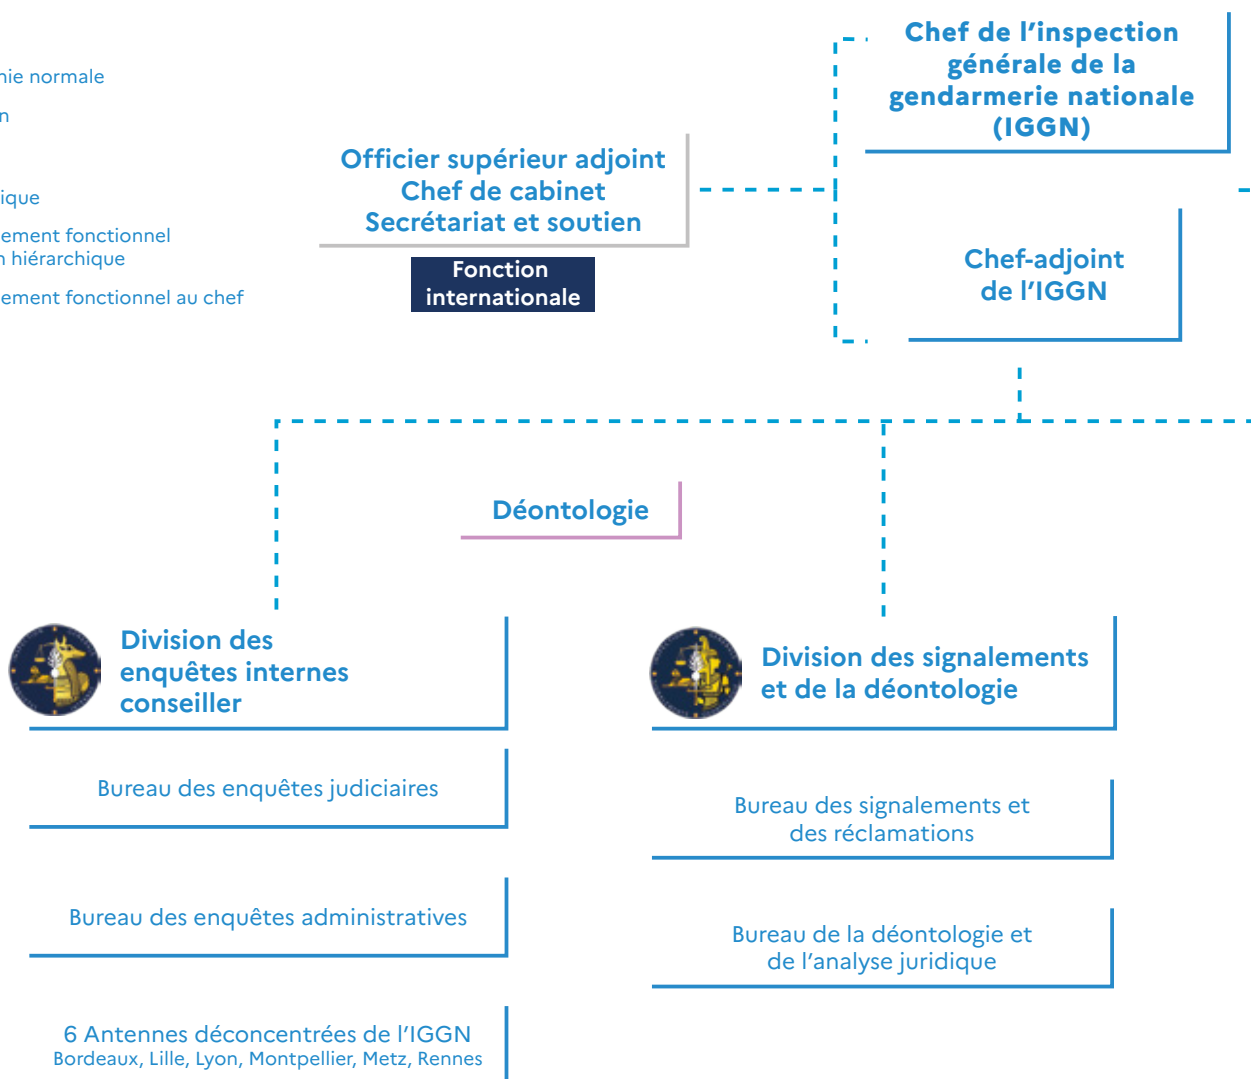 Chef de l'inspection
générale de la
gendarmerie nationale
(IGGN)
nie normale
n
ique
ement fonctionnel
n hiérarchique
ement fonctionnel au chef
Officier supérieur adjoint
Chef de cabinet
Secrétariat et soutien
Fonction
internationale
Chef-adjoint
de l'IGGN
Déontologie
Division des
enquêtes internes
conseiller
Bureau des enquêtes judiciaires
Bureau des enquêtes administratives
6 Antennes déconcentrées de l'IGGN
Bordeaux, Lille, Lyon, Montpellier, Metz, Rennes
Division des signalements
et de la déontologie
Bureau des signalements et
des réclamations
Bureau de la déontologie et
de l'analyse juridique